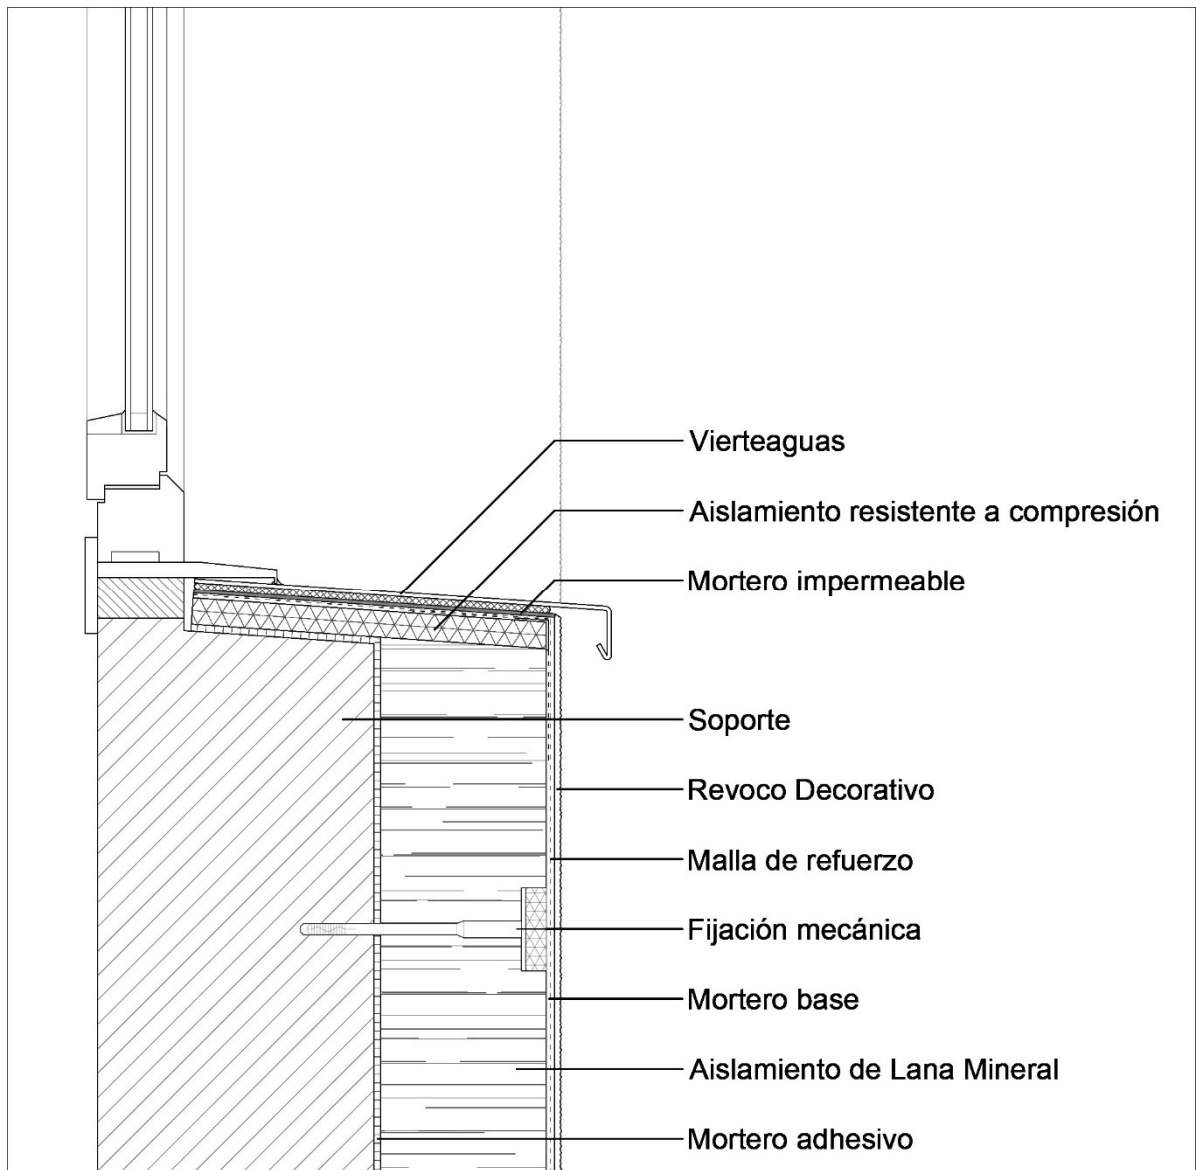 Vierteaguas
Aislamiento resistente a compresión
Mortero impermeable
Soporte
Revoco Decorativo
Malla de refuerzo
Fijación mecánica
Mortero base
Aislamiento de Lana Mineral
Mortero adhesivo